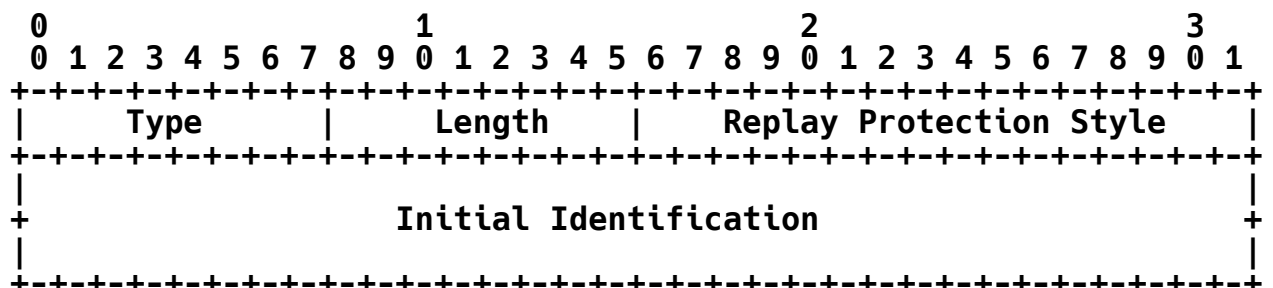 0                   1                   2                   3
 0 1 2 3 4 5 6 7 8 9 0 1 2 3 4 5 6 7 8 9 0 1 2 3 4 5 6 7 8 9 0 1
+-+-+-+-+-+-+-+-+-+-+-+-+-+-+-+-+-+-+-+-+-+-+-+-+-+-+-+-+-+-+-+-+
|     Type      |     Length    |    Replay Protection Style    |
+-+-+-+-+-+-+-+-+-+-+-+-+-+-+-+-+-+-+-+-+-+-+-+-+-+-+-+-+-+-+-+-+
|                                                               |
+                   Initial Identification                      +
|                                                               |
+-+-+-+-+-+-+-+-+-+-+-+-+-+-+-+-+-+-+-+-+-+-+-+-+-+-+-+-+-+-+-+-+